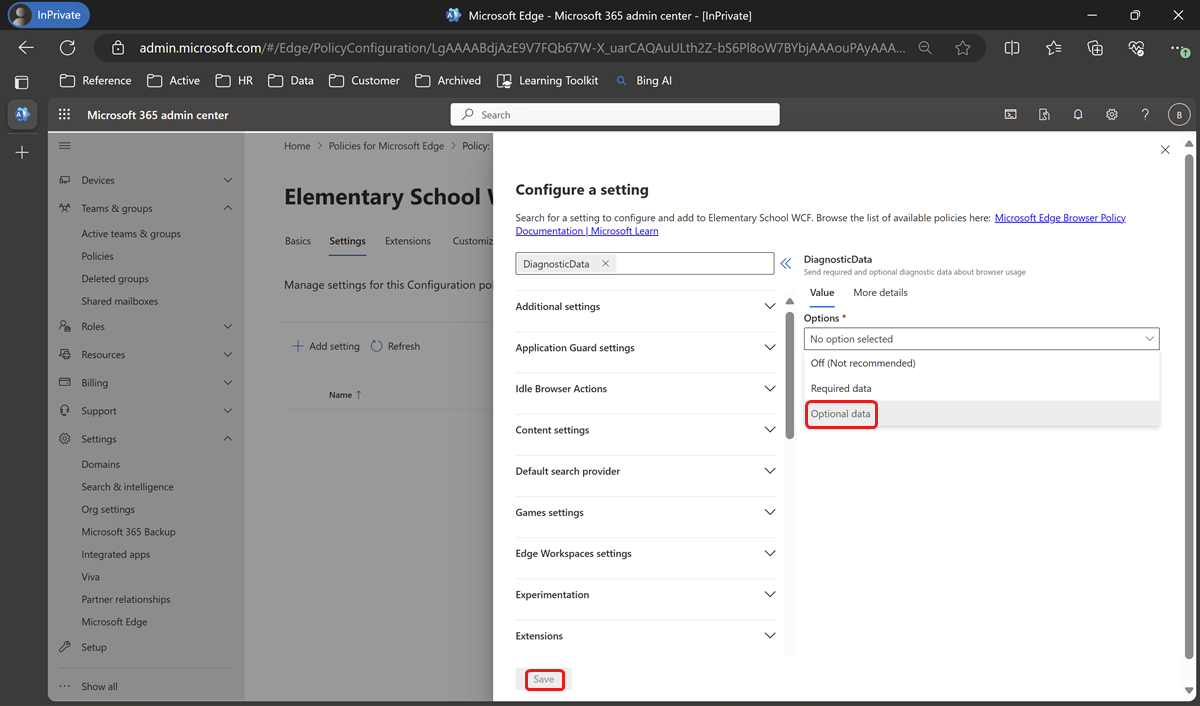 InPrivate
Microsoft Edge - Microsoft 365 admin center - [InPrivate]
admin.microsoft.com/#/Edge/PolicyConfiguration/LgAAAABdjAzE9V7FQb67W-X_uarCAQAuULth2Z-bS6Pl8oW7BYbjAAAouPAyAAA...
Reference
Active
HR
Data
Customer
Archived
Learning Toolkit
Bing AI
Microsoft 365 admin center
Search
B
Devices
Teams & groups
Active teams & groups
Policies
Deleted groups
Shared mailboxes
Roles
Resources
Billing
Support
Settings
Domains
Search & intelligence
Org settings
Microsoft 365 Backup
Integrated apps
Viva
Partner relationships
Microsoft Edge
Setup
Show all
Home > Policies for Microsoft Edge > Policy:
Elementary School
Basics
Settings
Extensions
Customiz
Manage settings for this Configuration pol
Add setting
Refresh
Name ↑
Configure a setting
Search for a setting to configure and add to Elementary School WCF. Browse the list of available policies here: Microsoft Edge Browser Policy
Documentation | Microsoft Learn
DiagnosticData
Additional settings
Application Guard settings
Idle Browser Actions
Content settings
Default search provider
Games settings
Edge Workspaces settings
Experimentation
Extensions
Save
DiagnosticData
Send required and optional diagnostic data about browser usage
Value
More details
Options *
No option selected
Off (Not recommended)
Required data
Optional data